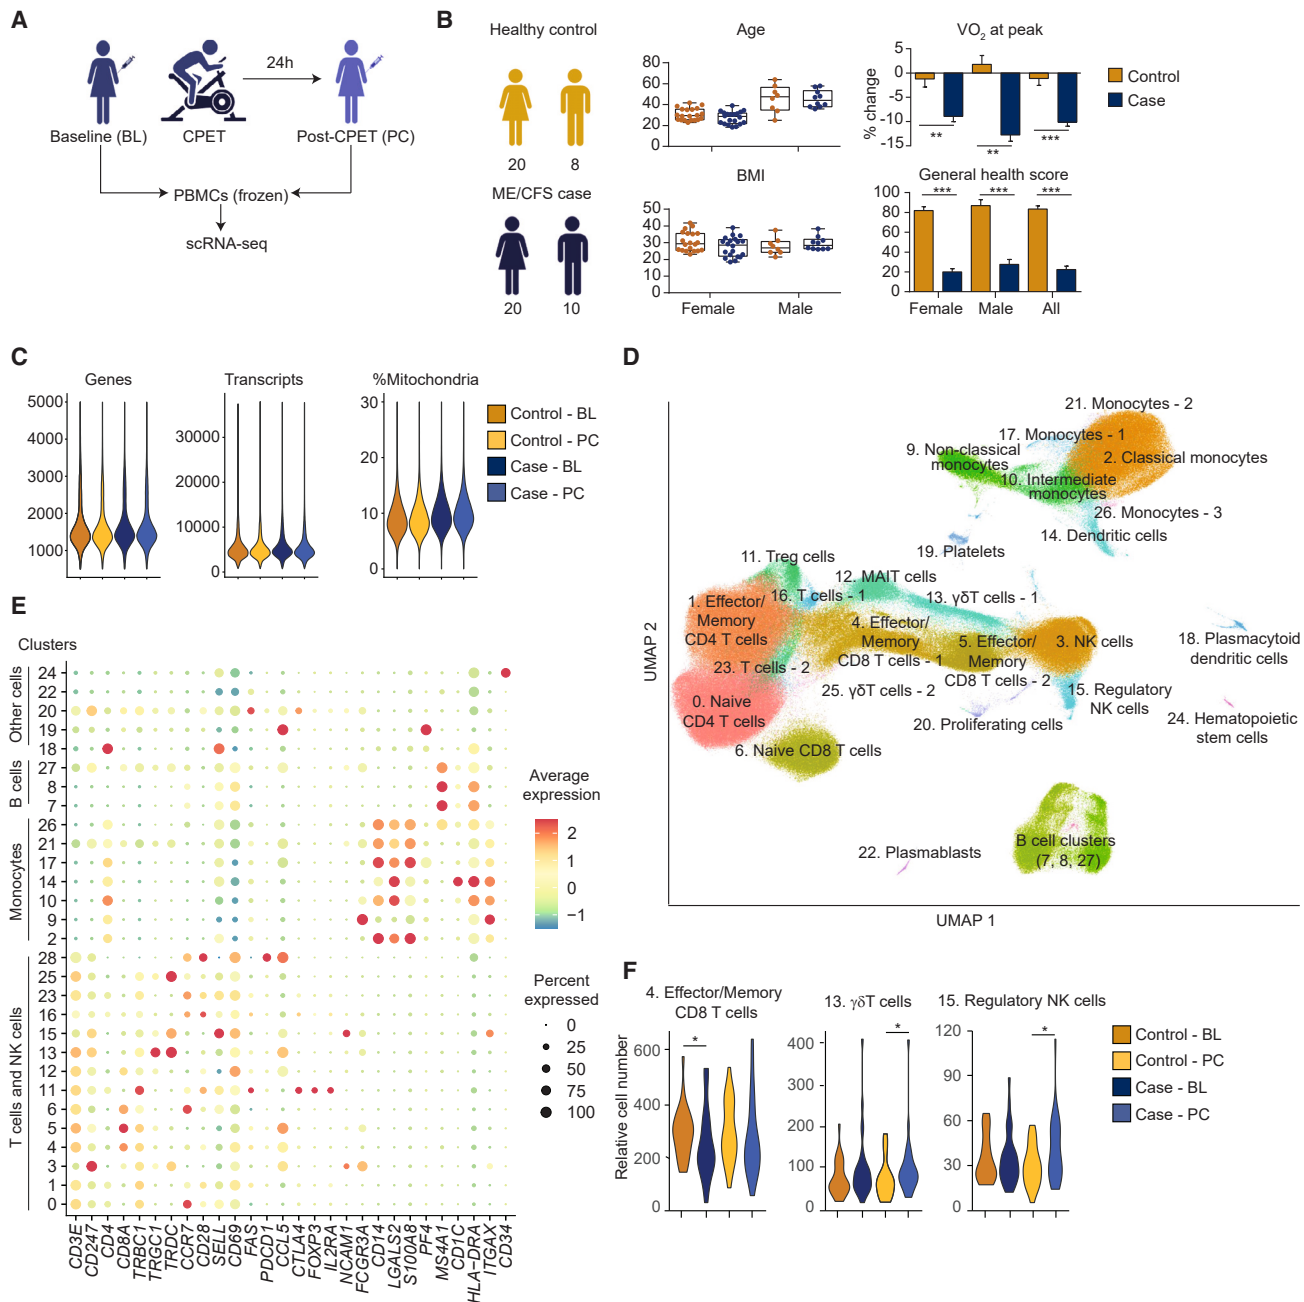 A
Baseline (BL)
CPET
24h
Post-CPET (PC)
PBMCs (frozen)
scRNA-seq
B
Healthy control
20
8
ME/CFS case
20
10
Age
80
60
40
20
0
BMI
50
40
30
20
10
0
Female
Male
VO2 at peak
% change
5
0
-5
-10
-15
**
**
***
Control
Case
General health score
100
80
60
40
20
0
***
***
***
Female
Male
All
C
Genes
5000
4000
3000
2000
1000
Transcripts
30000
20000
10000
0
%Mitochondria
30
20
10
0
Control - BL
Control - PC
Case - BL
Case - PC
D
UMAP 2
UMAP 1
21. Monocytes - 2
17. Monocytes - 1
9. Non-classical
monocytes
2. Classical monocytes
10. Intermediate
monocytes
26. Monocytes - 3
14. Dendritic cells
19. Platelets
11. Treg cells
12. MAIT cells
16. T cells - 1
13. γδT cells - 1
1. Effector/
Memory
CD4 T cells
4. Effector/
Memory
CD8 T cells - 1
5. Effector/
Memory
CD8 T cells - 2
3. NK cells
18. Plasmacytoid
dendritic cells
23. T cells - 2
25. γδT cells - 2
15. Regulatory
NK cells
0. Naive
CD4 T cells
20. Proliferating cells
24. Hematopoietic
stem cells
6. Naive CD8 T cells
B cell clusters
(7, 8, 27)
22. Plasmablasts
E
Clusters
Other cells
24
22
20
19
18
B cells
27
8
7
Monocytes
26
21
17
14
10
9
2
T cells and NK cells
28
25
23
16
15
13
12
11
6
5
4
3
1
0
CD3E
CD247
CD4
CD8A
TRBC1
TRGC1
TRDC
CCR7
CD28
SELL
CD69
FAS
PDCD1
CCL5
CTLA4
FOXP3
IL2RA
NCAM1
FCGR3A
CD14
LGALS2
S100A8
PF4
MS4A1
CD1C
HLA-DRA
ITGAX
CD34
Average
expression
2
1
0
−1
Percent
expressed
0
25
50
75
100
F
Relative cell number
4. Effector/Memory
CD8 T cells
600
400
200
0
*
13. γδT cells
400
300
200
100
0
*
15. Regulatory NK cells
120
90
60
30
0
*
Control - BL
Control - PC
Case - BL
Case - PC